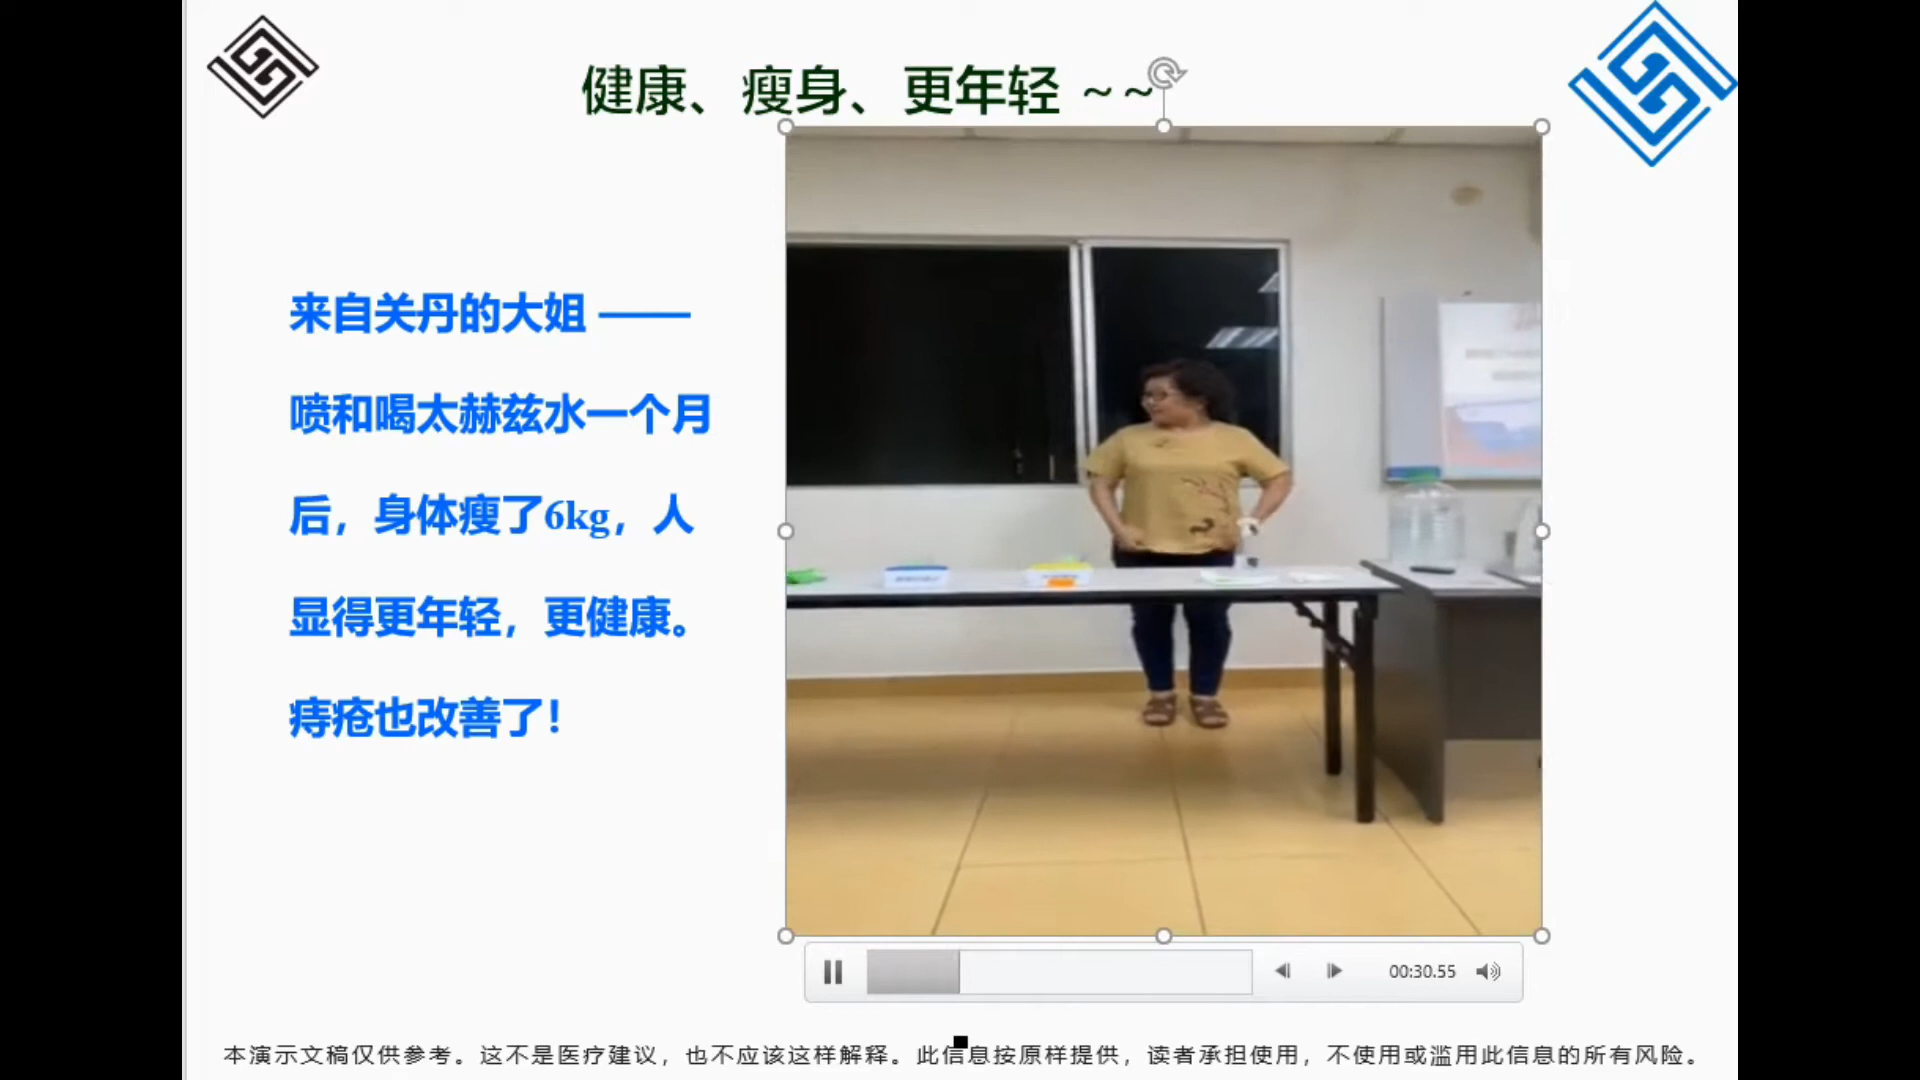 健康、瘦身、更年轻 ~~
来自关丹的大姐 ——
喷和喝太赫兹水一个月
后，身体瘦了6kg，人
显得更年轻，更健康。
痔疮也改善了！
00:30.55
本演示文稿仅供参考。这不是医疗建议，也不应该这样解释。此信息按原样提供，读者承担使用，不使用或滥用此信息的所有风险。